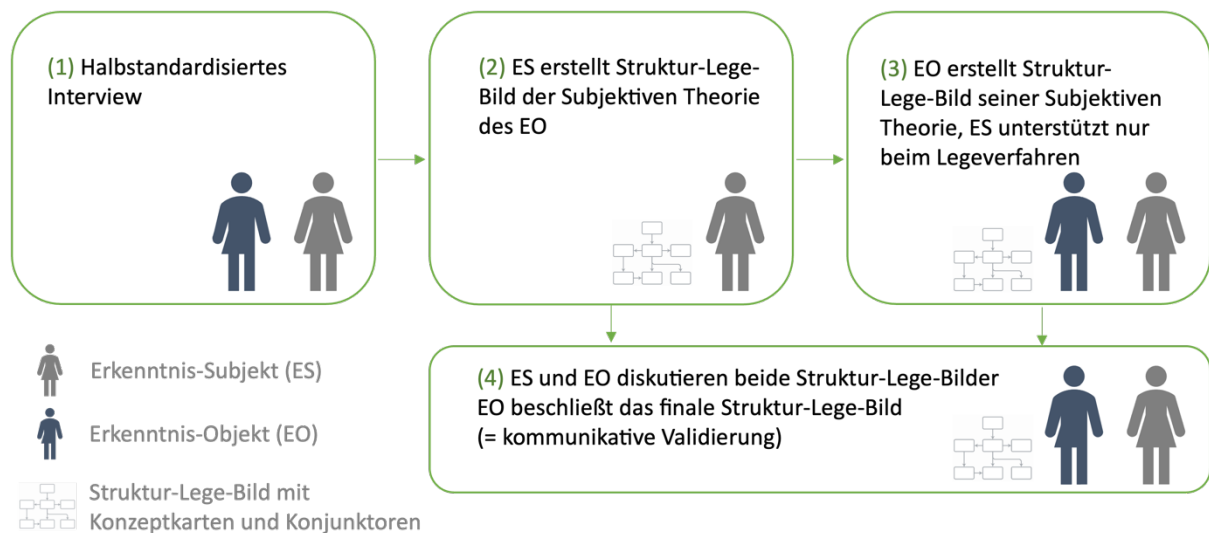 (1) Halbstandardisiertes
Interview
(2) ES erstellt Struktur-Lege-
Bild der Subjektiven Theorie
des EO
(3) EO erstellt Struktur-
Lege-Bild seiner Subjektiven
Theorie, ES unterstützt nur
beim Legeverfahren
(4) ES und EO diskutieren beide Struktur-Lege-Bilder
EO beschließt das finale Struktur-Lege-Bild
(= kommunikative Validierung)
Erkenntnis-Subjekt (ES)
Erkenntnis-Objekt (EO)
Struktur-Lege-Bild mit
Konzeptkarten und Konjunktoren